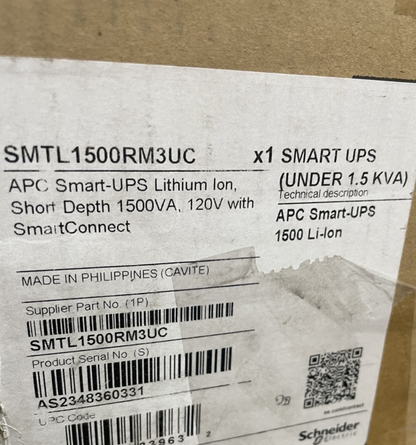 SMTL1500RM3UC
x1 SMART UPS
(UNDER 1.5 KVA)
APC Smart-UPS Lithium Ion,
Short Depth 1500VA, 120V with
SmartConnect
Technical description
APC Smart-UPS
1500 Li-Ion
MADE IN PHILIPPINES (CAVITE)
Supplier Part No. (1P)
SMTL1500RM3UC
Product Serial No (S)
AS2348360331
UPC Code
2
Schneider
Electric